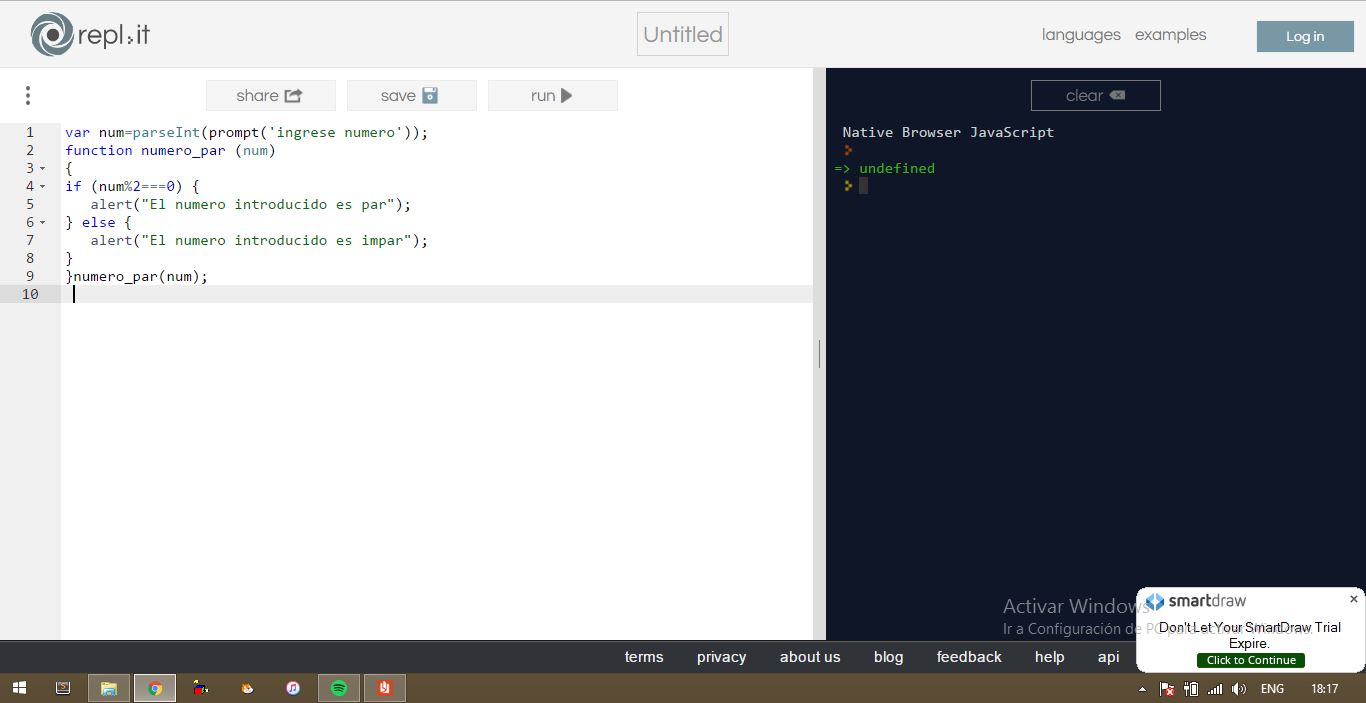 repl.it
Untitled
languages examples Log in
share save run
clear
1 var num=parseInt(prompt('ingrese numero'));
2 function numero_par (num)
3 {
4 if (num%2===0) {
5 alert("El numero introducido es par");
6 } else {
7 alert("El numero introducido es impar");
8 }
9 }numero_par(num);
10
Native Browser JavaScript
=> undefined
Activar Windows
Ir a Configuración de PC para activar Windows.
smartdraw
Don't Let Your SmartDraw Trial
Expire.
Click to Continue
terms privacy about us blog feedback help api
ENG 18:17